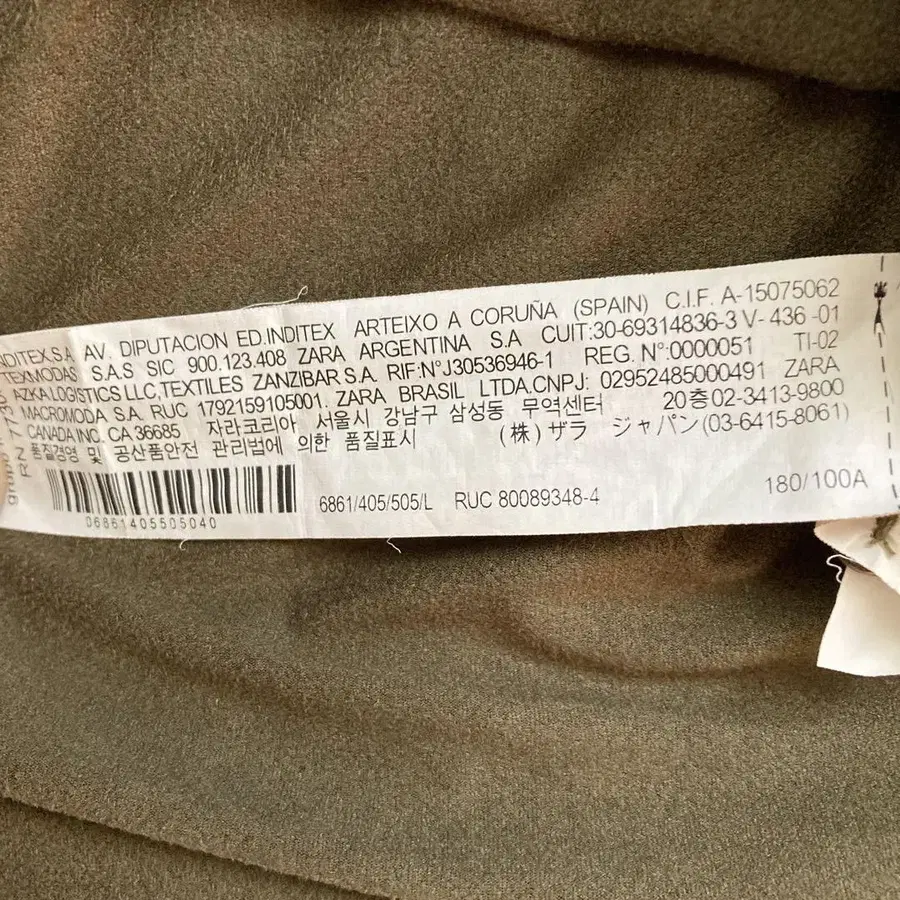 INDITEX.S.A AV. DIPUTACION ED.INDITEX ARTEIXO A CORUÑA (SPAIN) C.I.F. A-15075062
TEXMODAS S.A.S SIC 900.123.408 ZARA ARGENTINA S.A CUIT:30-69314836-3 V- 436 -01
AZKA LOGISTICS LLC,TEXTILES ZANZIBAR S.A. RIF:N°J30536946-1 REG. N°:0000051 TI-02
MACROMODA S.A. RUC 1792159105001. ZARA BRASIL LTDA.CNPJ: 02952485000491 ZARA
CANADA INC. CA 36685 자라코리아 서울시 강남구 삼성동 무역센터 20층 02-3413-9800
품질경영 및 공산품안전 관리법에 의한 품질표시 (株) ザラ ジャパン (03-6415-8061)
RN 7730
06861405505040
6861/405/505/L RUC 80089348-4
180/100A